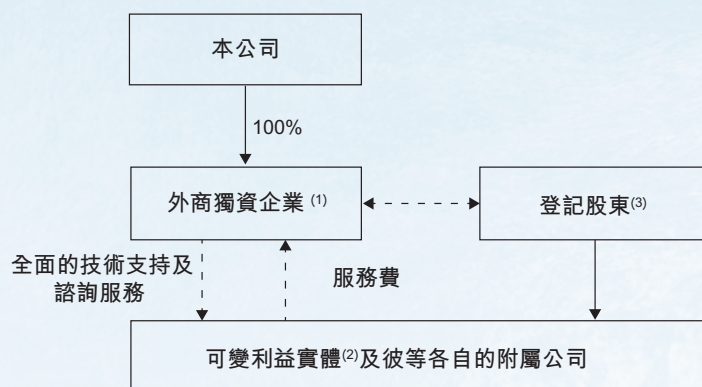 本公司
100%
外商獨資企業 (1)
登記股東(3)
全面的技術支持及
諮詢服務
服務費
可變利益實體(2)及彼等各自的附屬公司